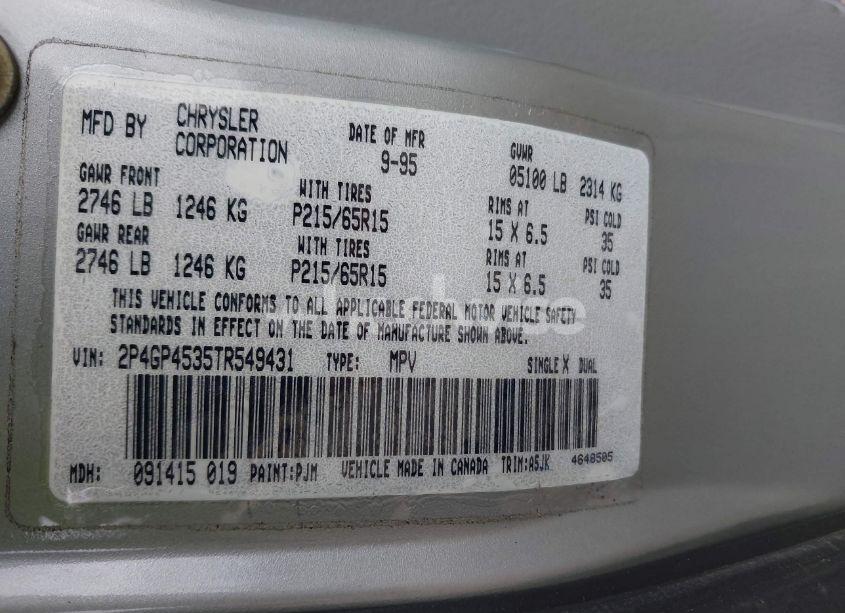 MFD BY CHRYSLER CORPORATION DATE OF MFR 9-95 GVWR 05100 LB 2314 KG
GAWR FRONT WITH TIRES RIMS AT PSI COLD
2746 LB 1246 KG P215/65R15 15 X 6.5 35
GAWR REAR WITH TIRES RIMS AT PSI COLD
2746 LB 1246 KG P215/65R15 15 X 6.5 35
THIS VEHICLE CONFORMS TO ALL APPLICABLE FEDERAL MOTOR VEHICLE SAFETY
STANDARDS IN EFFECT ON THE DATE OF MANUFACTURE SHOWN ABOVE.
VIN: 2P4GP4535TR549431 TYPE: MPV SINGLE X DUAL
MDH: 091415 019 PAINT:PJM VEHICLE MADE IN CANADA TRIM:A5JK 4648505